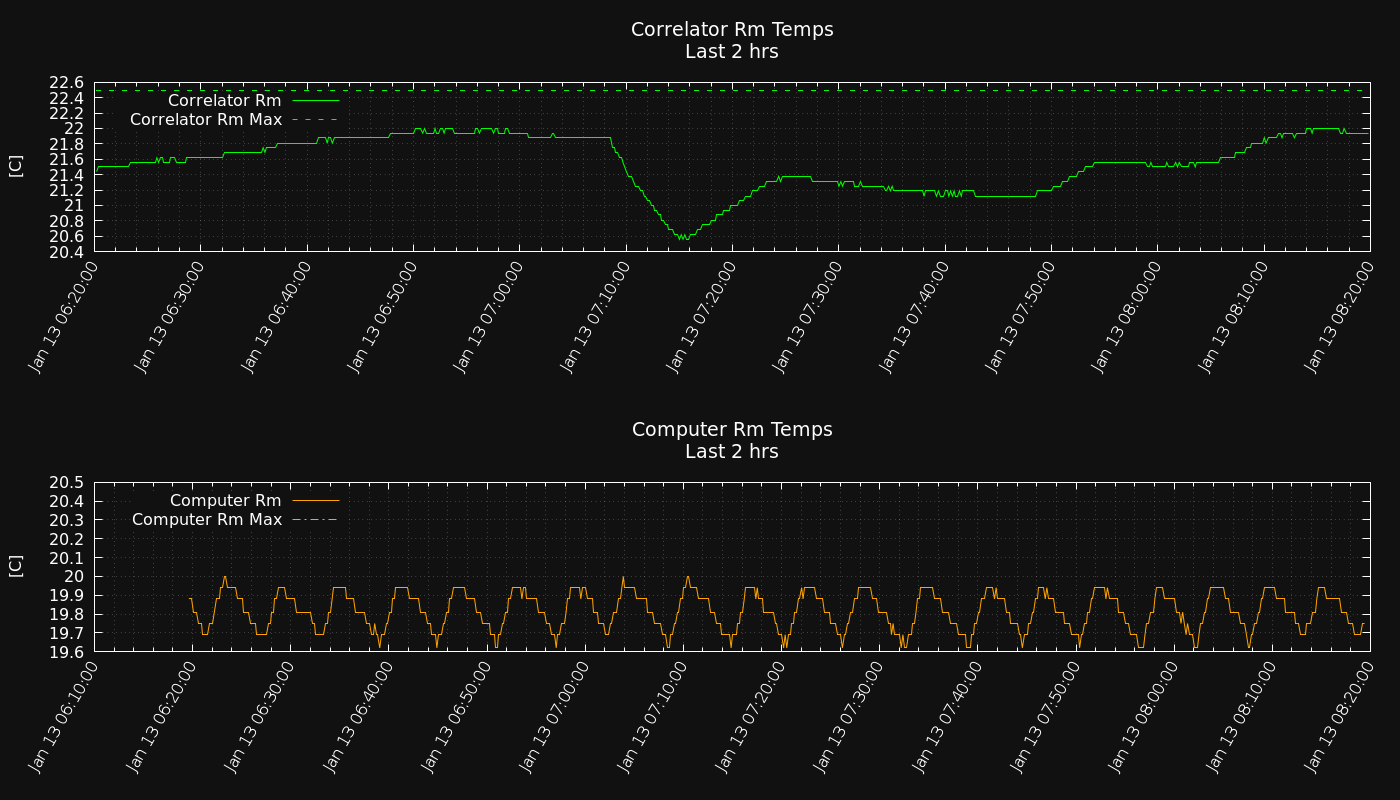 Correlator Rm Temps
Last 2 hrs
22.6
22.4
22.2
22
21.8
21.6
21.4
21.2
21
20.8
20.6
20.4
[C]
Correlator Rm
Correlator Rm Max
Jan 13 06:20:00
Jan 13 06:30:00
Jan 13 06:40:00
Jan 13 06:50:00
Jan 13 07:00:00
Jan 13 07:10:00
Jan 13 07:20:00
Jan 13 07:30:00
Jan 13 07:40:00
Jan 13 07:50:00
Jan 13 08:00:00
Jan 13 08:10:00
Jan 13 08:20:00
Computer Rm Temps
Last 2 hrs
20.5
20.4
20.3
20.2
20.1
20
19.9
19.8
19.7
19.6
[C]
Computer Rm
Computer Rm Max
Jan 13 06:10:00
Jan 13 06:20:00
Jan 13 06:30:00
Jan 13 06:40:00
Jan 13 06:50:00
Jan 13 07:00:00
Jan 13 07:10:00
Jan 13 07:20:00
Jan 13 07:30:00
Jan 13 07:40:00
Jan 13 07:50:00
Jan 13 08:00:00
Jan 13 08:10:00
Jan 13 08:20:00